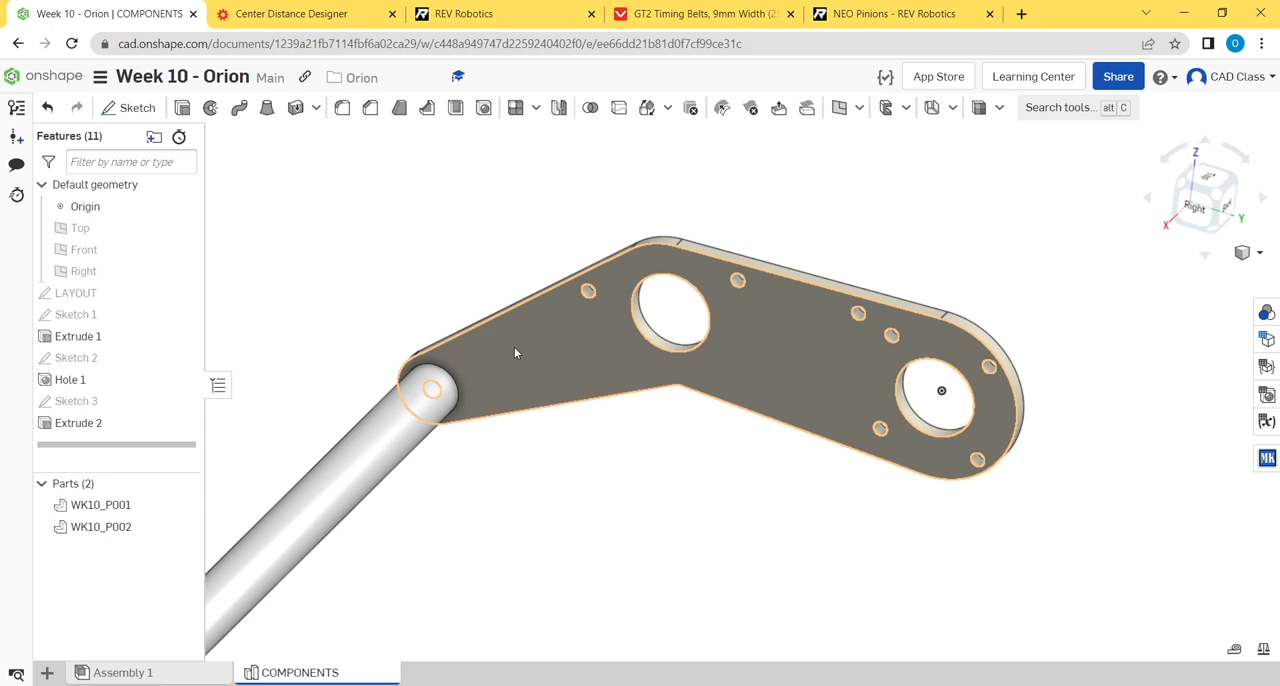 Week 10 - Orion | COMPONENTS
Center Distance Designer
REV Robotics
GT2 Timing Belts, 9mm Width (2
NEO Pinions - REV Robotics
cad.onshape.com/documents/1239a21fb7114fbf6a02ca29/w/c448a949747d3259240402f0/e/ee66dd21b81d0f7cf99ce31c
O
onshape
Week 10 - Orion
Main
Orion
App Store
Learning Center
Share
CAD Class
Sketch
Search tools... alt C
Features (11)
Filter by name or type
Default geometry
Origin
Top
Front
Right
LAYOUT
Sketch 1
Extrude 1
Sketch 2
Hole 1
Sketch 3
Extrude 2
Parts (2)
WK10_P001
WK10_P002
Z
Right
X
Y
(x)
MK
Assembly 1
COMPONENTS